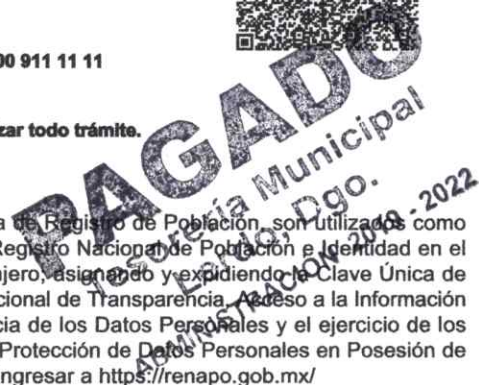 00 911 11 11
zar todo trámite.
PAGADO
Tesorería Municipal
Lerdo, Dgo.
ADMINISTRACIÓN 2019 - 2022
a de Registro de Población, son utilizados como
Registro Nacional de Población e Identidad en el
njero, asignando y expidiendo la Clave Única de
cional de Transparencia, Acceso a la Información
cia de los Datos Personales y el ejercicio de los
Protección de Datos Personales en Posesión de
ngresar a https://renapo.gob.mx/